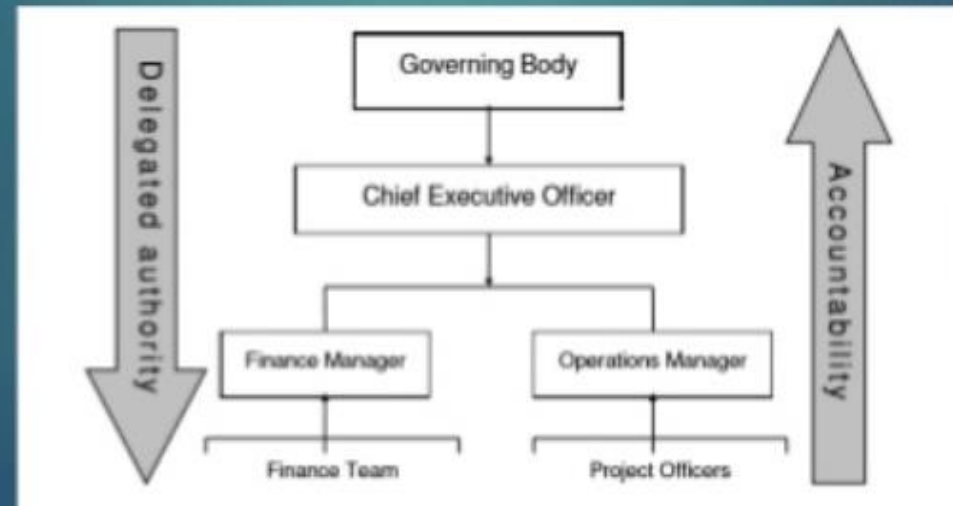 Governing Body
Delegated authority
Chief Executive Officer
Accountability
Finance Manager
Operations Manager
Finance Team
Project Officers